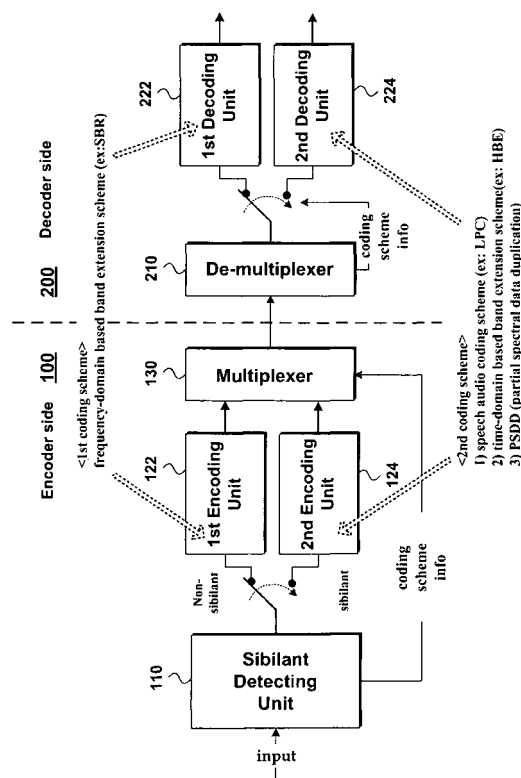 Encoder side 100
200 Decoder side
<1st coding scheme>
frequency-domain based band extension scheme (ex:SBR)
input
110
Sibilant
Detecting
Unit
Non-
sibilant
sibilant
122
1st Encoding
Unit
2nd Encoding
Unit
124
coding
scheme
info
130
Multiplexer
210
De-multiplexer
coding
scheme
info
222
1st Decoding
Unit
2nd Decoding
Unit
224
<2nd coding scheme>
1) speech audio coding scheme (ex: LPC)
2) time-domain based band extension scheme(ex: HBE)
3) PSDD (partial spectral data duplication)